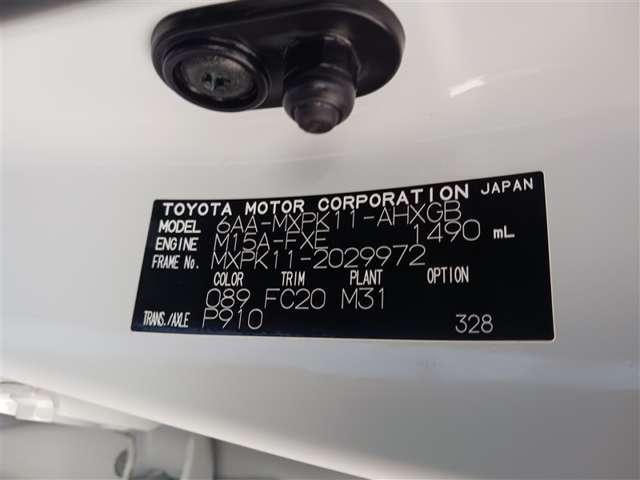 TOYOTA MOTOR CORPORATION JAPAN
MODEL 6AA-MXPK11-AHXGB
ENGINE M15A-FXE 1490 mL
FRAME No. MXPK11-2029972
COLOR TRIM PLANT OPTION
089 FC20 M31
TRANS./AXLE P910 328